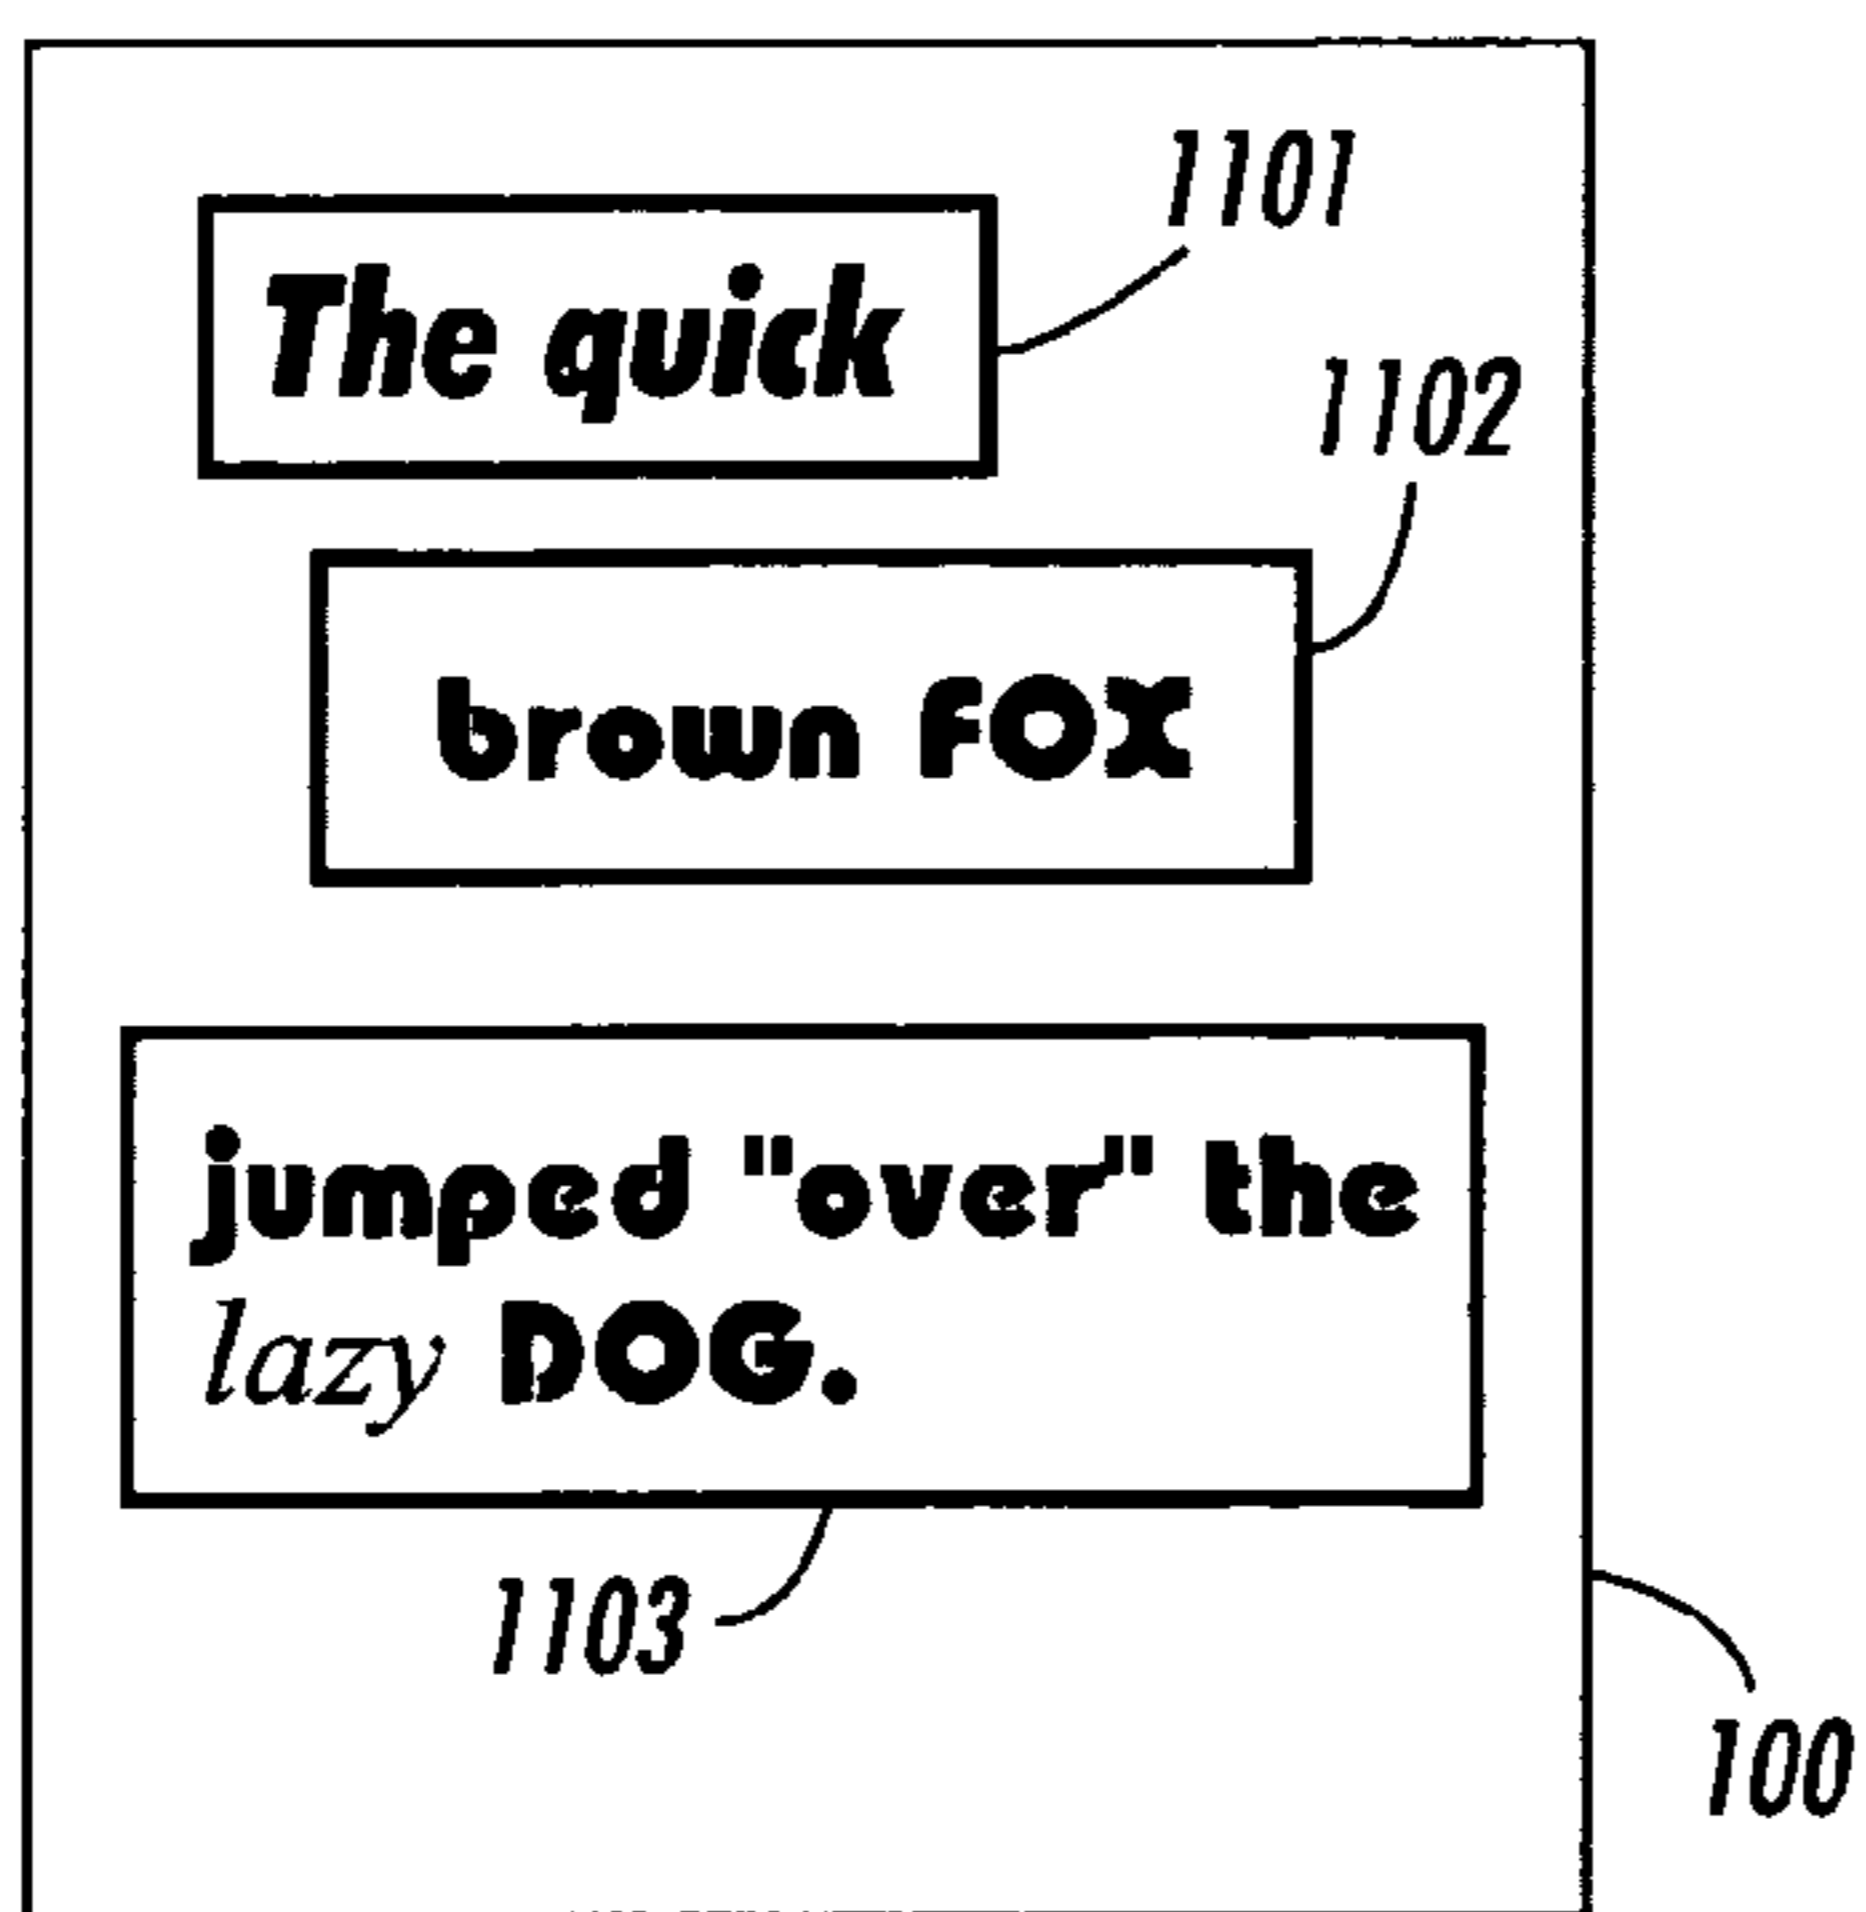 1101
The quick
1102
brown FOX
jumped "over" the
lazy DOG.
1103
100